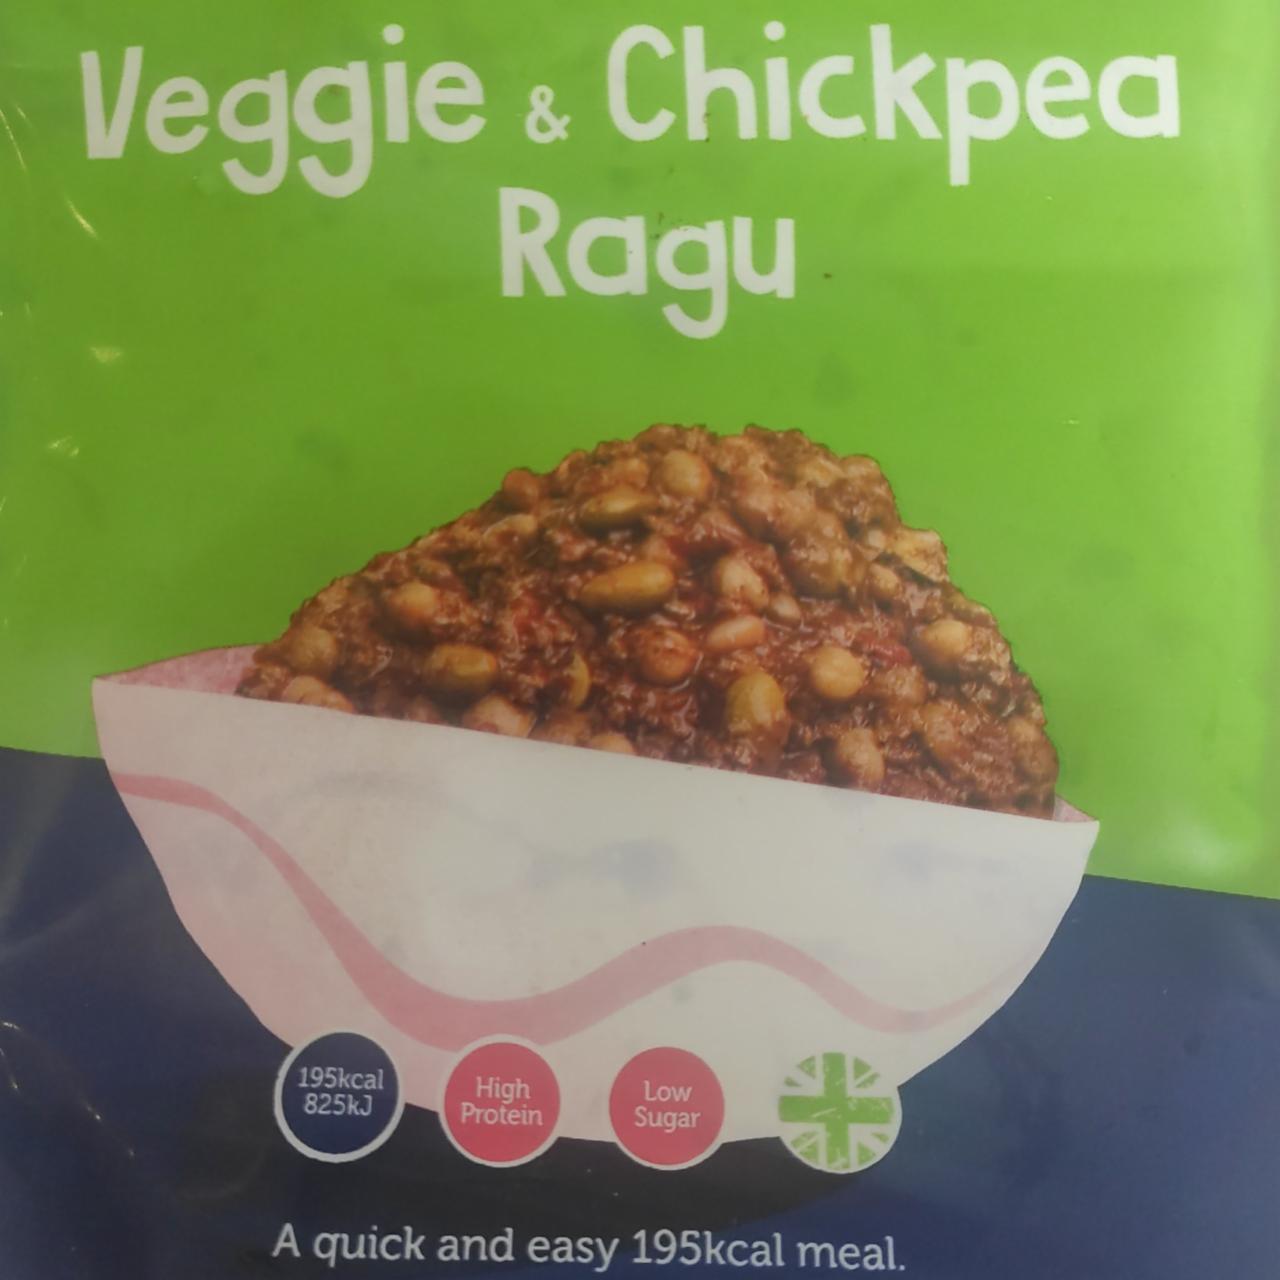 Veggie & Chickpea
Ragu
195kcal
825kJ
High
Protein
Low
Sugar
A quick and easy 195kcal meal.